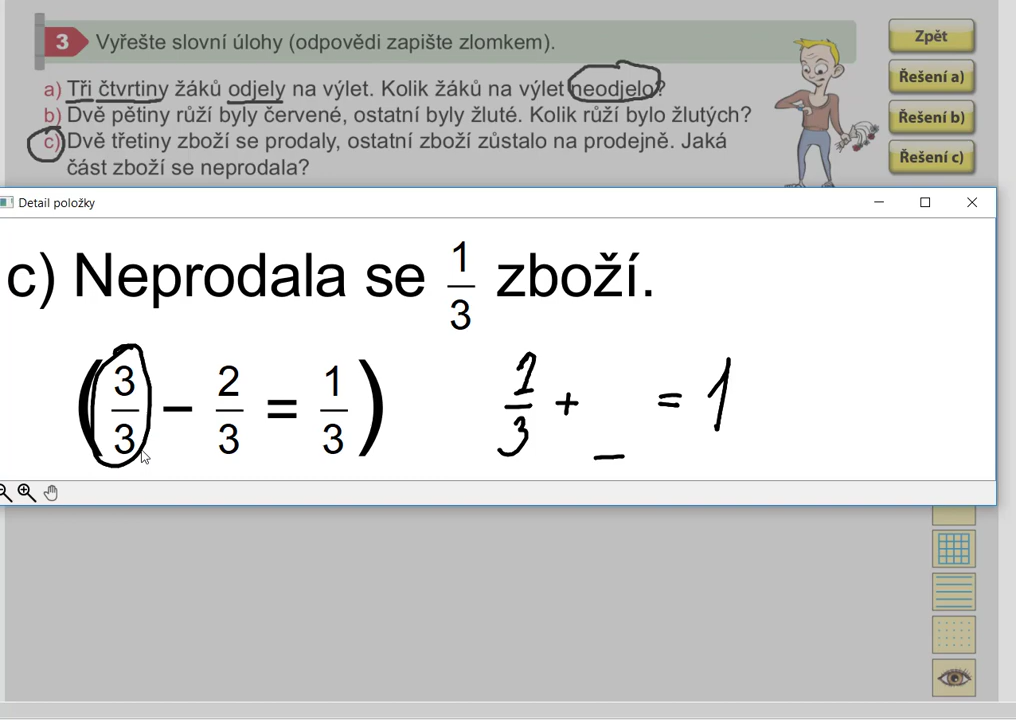 3 Vyřešte slovní úlohy (odpovědi zapište zlomkem).
Zpět
a) Tři čtvrtiny žáků odjely na výlet. Kolik žáků na výlet neodjelo?
Řešení a)
b) Dvě pětiny růží byly červené, ostatní byly žluté. Kolik růží bylo žlutých?
Řešení b)
c) Dvě třetiny zboží se prodaly, ostatní zboží zůstalo na prodejně. Jaká
část zboží se neprodala?
Řešení c)
Detail položky
c) Neprodala se 1/3 zboží.
(3/3 − 2/3 = 1/3) 2/3 + _ = 1